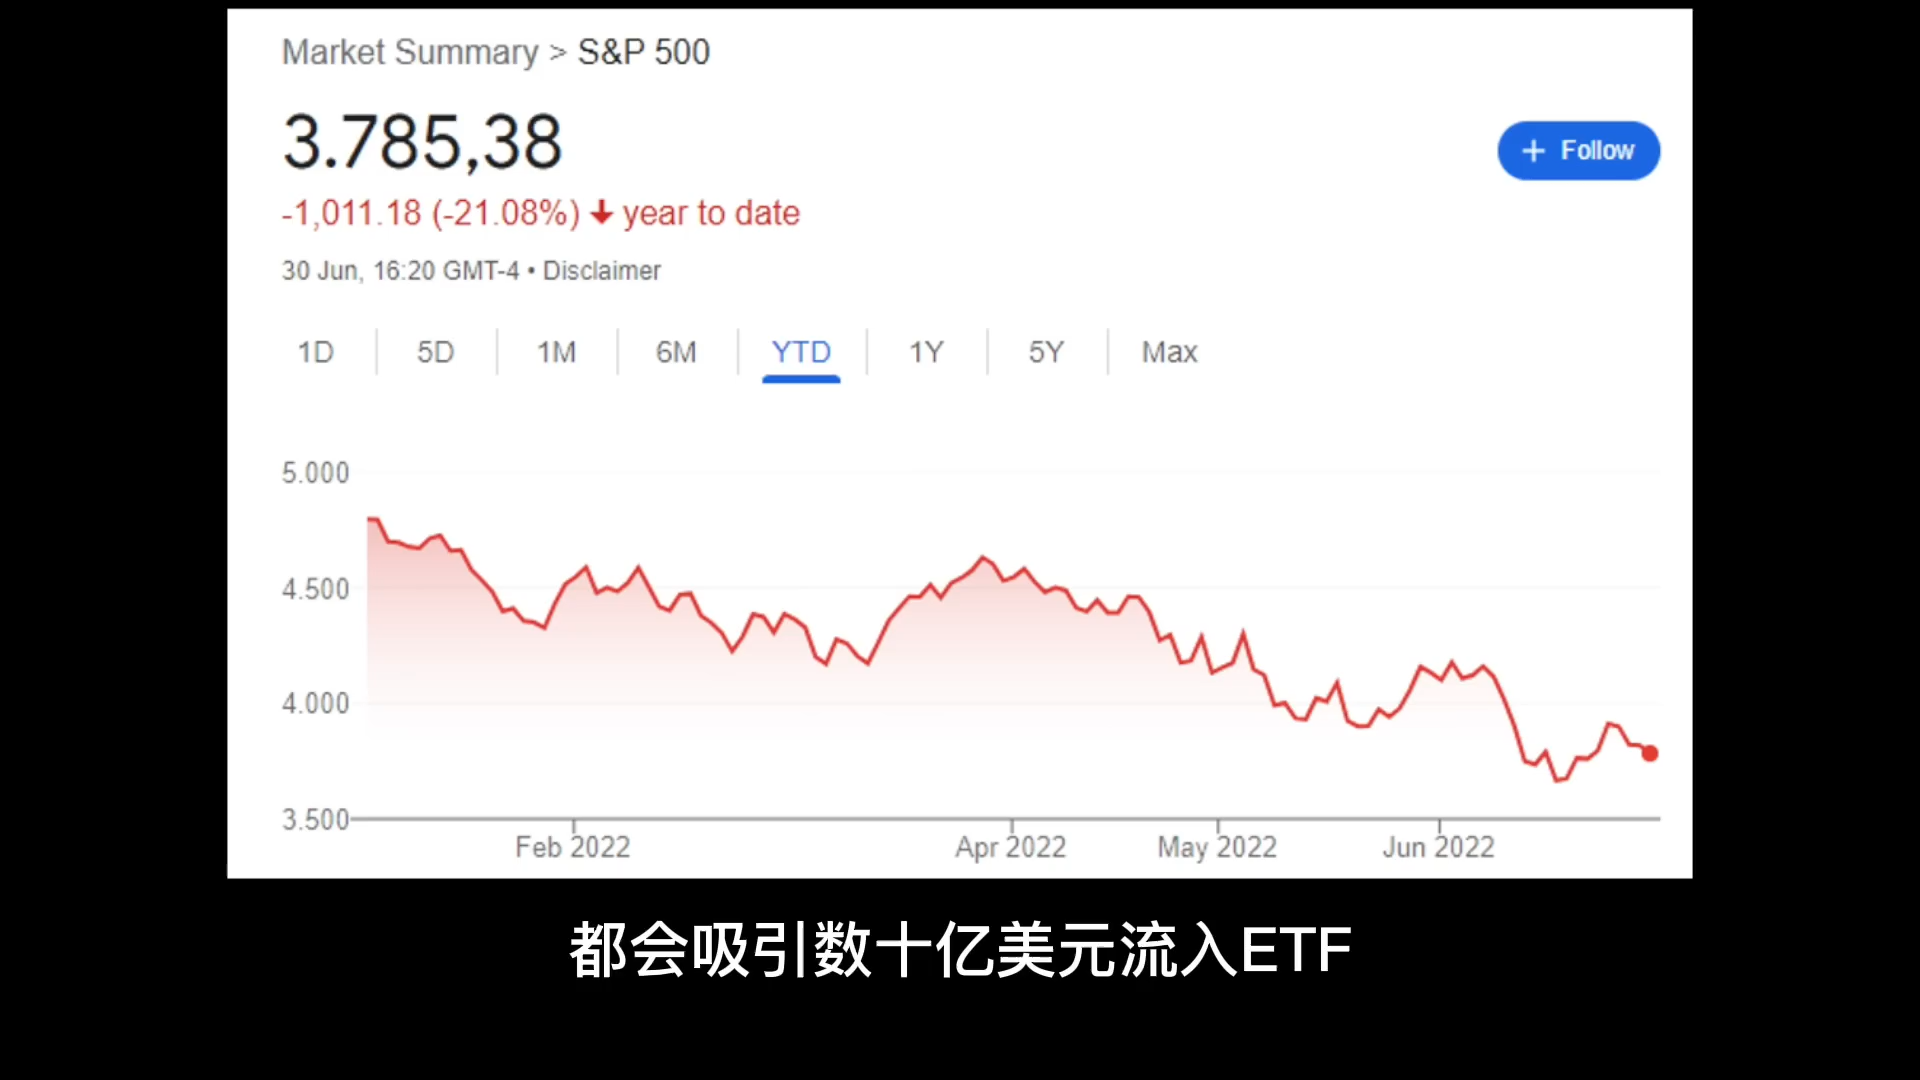 Market Summary > S&P 500
3.785,38
+ Follow
-1,011.18 (-21.08%) ↓ year to date
30 Jun, 16:20 GMT-4 • Disclaimer
1D 5D 1M 6M YTD 1Y 5Y Max
5.000
4.500
4.000
3.500
Feb 2022 Apr 2022 May 2022 Jun 2022
都会吸引数十亿美元流入ETF